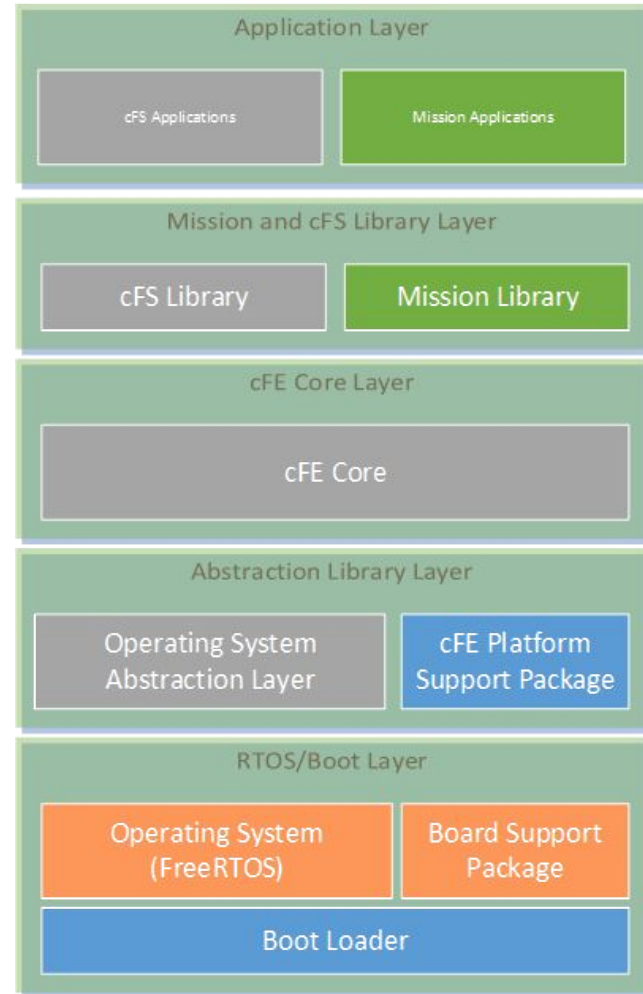 Application Layer
cFS Applications
Mission Applications
Mission and cFS Library Layer
cFS Library
Mission Library
cFE Core Layer
cFE Core
Abstraction Library Layer
Operating System
Abstraction Layer
cFE Platform
Support Package
RTOS/Boot Layer
Operating System
(FreeRTOS)
Board Support
Package
Boot Loader